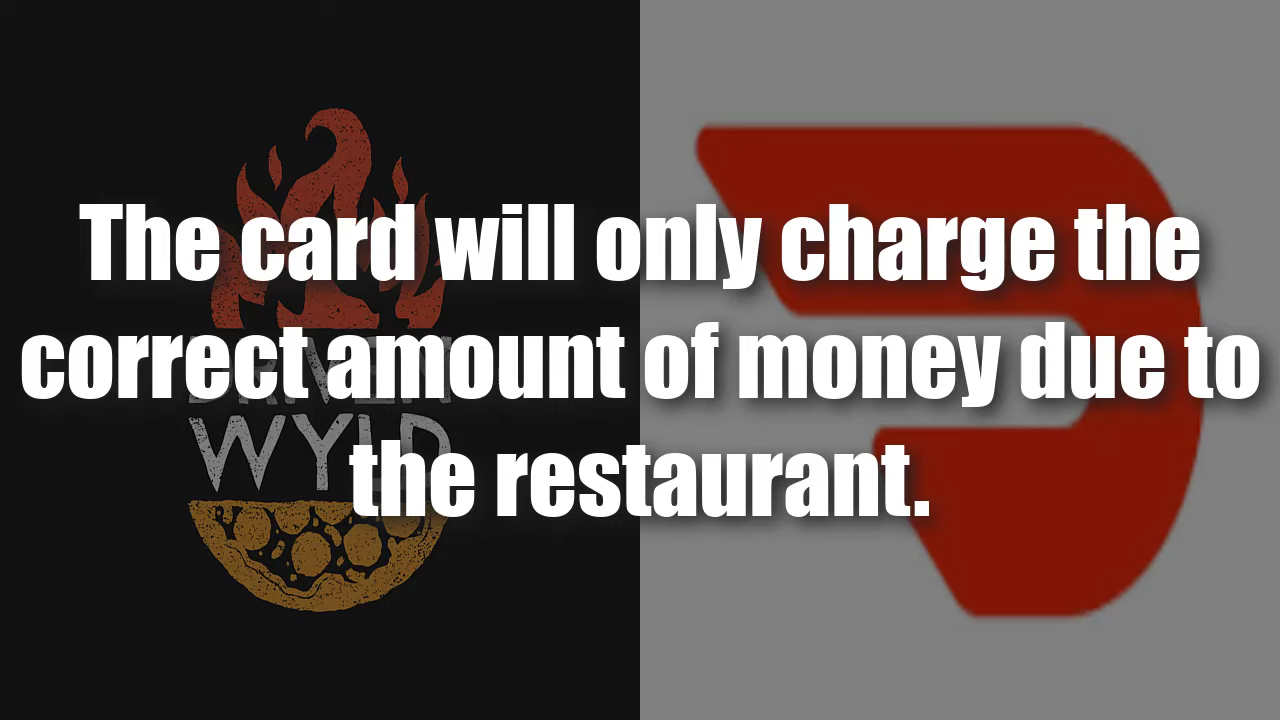 The card will only charge the
correct amount of money due to
the restaurant.
WYLD